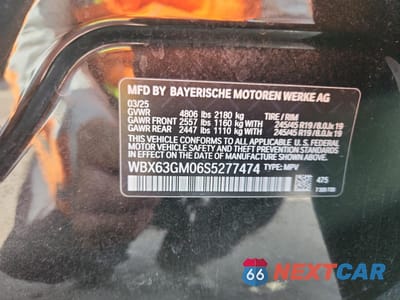 MFD BY BAYERISCHE MOTOREN WERKE AG
03/25
GVWR 4806 lbs 2180 kg TIRE / RIM
GAWR FRONT 2557 lbs 1160 kg WITH 245/45 R19 /8.0Jx19
GAWR REAR 2447 lbs 1110 kg WITH 245/45 R19 /8.0Jx19
THIS VEHICLE CONFORMS TO ALL APPLICABLE U. S. FEDERAL
MOTOR VEHICLE SAFETY, BUMPER, AND THEFT PREVENTION
STANDARDS IN EFFECT ON THE DATE OF MANUFACTURE SHOWN ABOVE.
WBX63GM06S5277474 TYPE: MPV
475
66 NEXTCAR